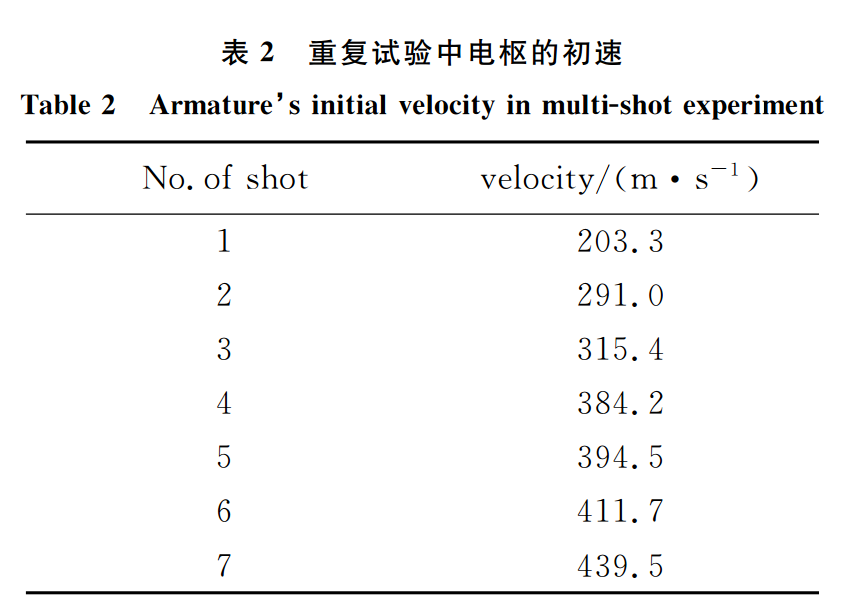 表 2 重复试验中电枢的初速
Table 2 Armature's initial velocity in multi-shot experiment
No. of shot velocity/(m·s⁻¹)
1 203.3
2 291.0
3 315.4
4 384.2
5 394.5
6 411.7
7 439.5